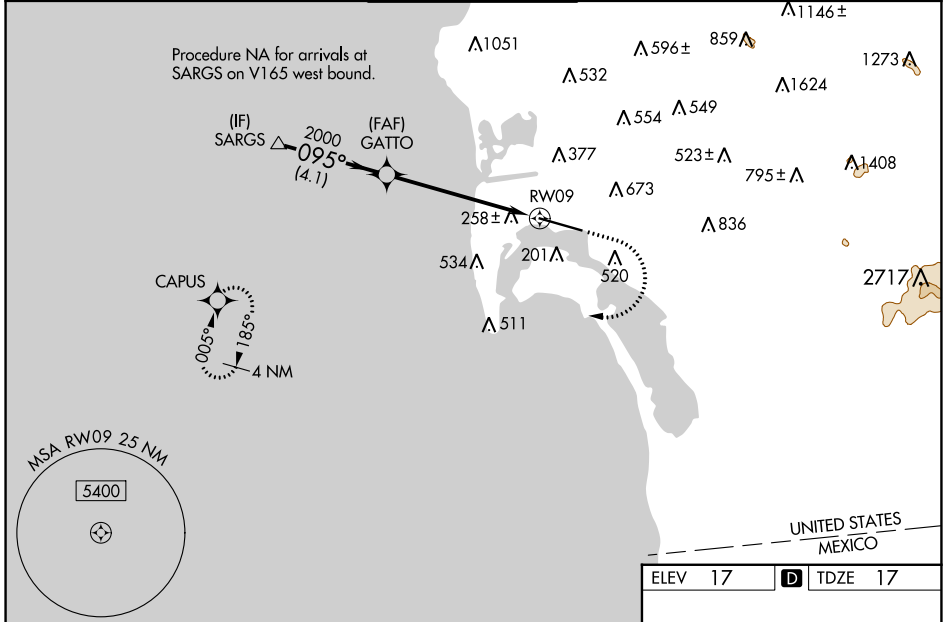 1146±
1051
596±
859
1273
Procedure NA for arrivals at
SARGS on V165 west bound.
532
1624
549
554
(IF)
SARGS
2000
095°
(4.1)
(FAF)
GATTO
377
523±
1408
795±
673
RW09
258±
836
534
201
520
2717
CAPUS
511
005°
185°
4 NM
MSA RW09 25 NM
5400
UNITED STATES
MEXICO
ELEV 17 D TDZE 17